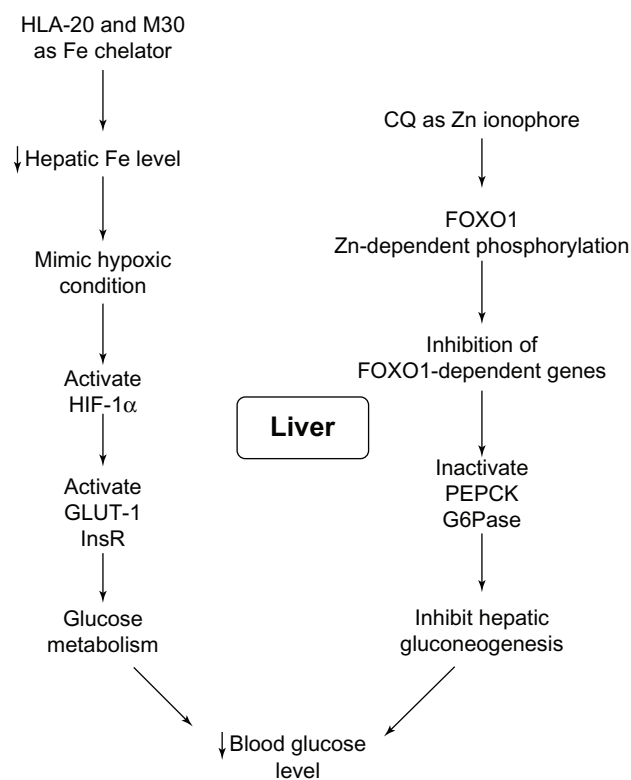 HLA-20 and M30
as Fe chelator
↓Hepatic Fe level
Mimic hypoxic
condition
Activate
HIF-1α
Activate
GLUT-1
InsR
Glucose
metabolism
CQ as Zn ionophore
FOXO1
Zn-dependent phosphorylation
Inhibition of
FOXO1-dependent genes
Inactivate
PEPCK
G6Pase
Inhibit hepatic
gluconeogenesis
Liver
↓Blood glucose
level